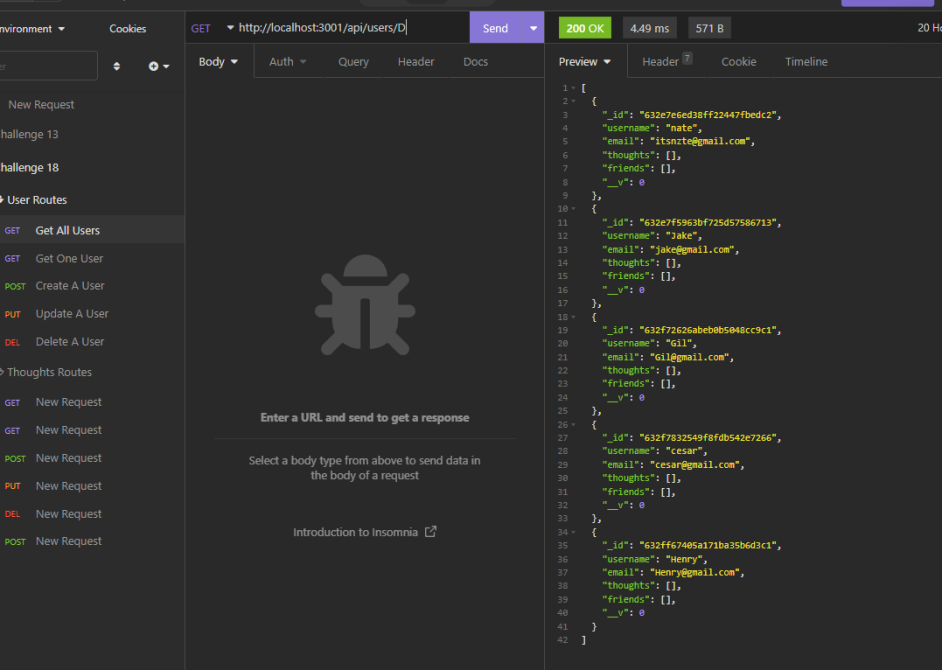 nvironment
Cookies
New Request
hallenge 13
hallenge 18
User Routes
GET Get All Users
GET Get One User
POST Create A User
PUT Update A User
DEL Delete A User
Thoughts Routes
GET New Request
GET New Request
POST New Request
PUT New Request
DEL New Request
POST New Request
GET http://localhost:3001/api/users/D
Send
Body Auth Query Header Docs
Enter a URL and send to get a response
Select a body type from above to send data in
the body of a request
Introduction to Insomnia
200 OK 4.49 ms 571 B 20 Ho
Preview Header 7 Cookie Timeline
1 [
2 {
3 "_id": "632e7e6ed38ff22447fbedc2",
4 "username": "nate",
5 "email": "itsnzte@gmail.com",
6 "thoughts": [],
7 "friends": [],
8 "__v": 0
9 },
10 {
11 "_id": "632e7f5963bf725d57586713",
12 "username": "Jake",
13 "email": "jake@gmail.com",
14 "thoughts": [],
15 "friends": [],
16 "__v": 0
17 },
18 {
19 "_id": "632f72626abeb0b5048cc9c1",
20 "username": "Gil",
21 "email": "Gil@gmail.com",
22 "thoughts": [],
23 "friends": [],
24 "__v": 0
25 },
26 {
27 "_id": "632f7832549f8fdb542e7266",
28 "username": "cesar",
29 "email": "cesar@gmail.com",
30 "thoughts": [],
31 "friends": [],
32 "__v": 0
33 },
34 {
35 "_id": "632ff67405a171ba35b6d3c1",
36 "username": "Henry",
37 "email": "Henry@gmail.com",
38 "thoughts": [],
39 "friends": [],
40 "__v": 0
41 }
42 ]